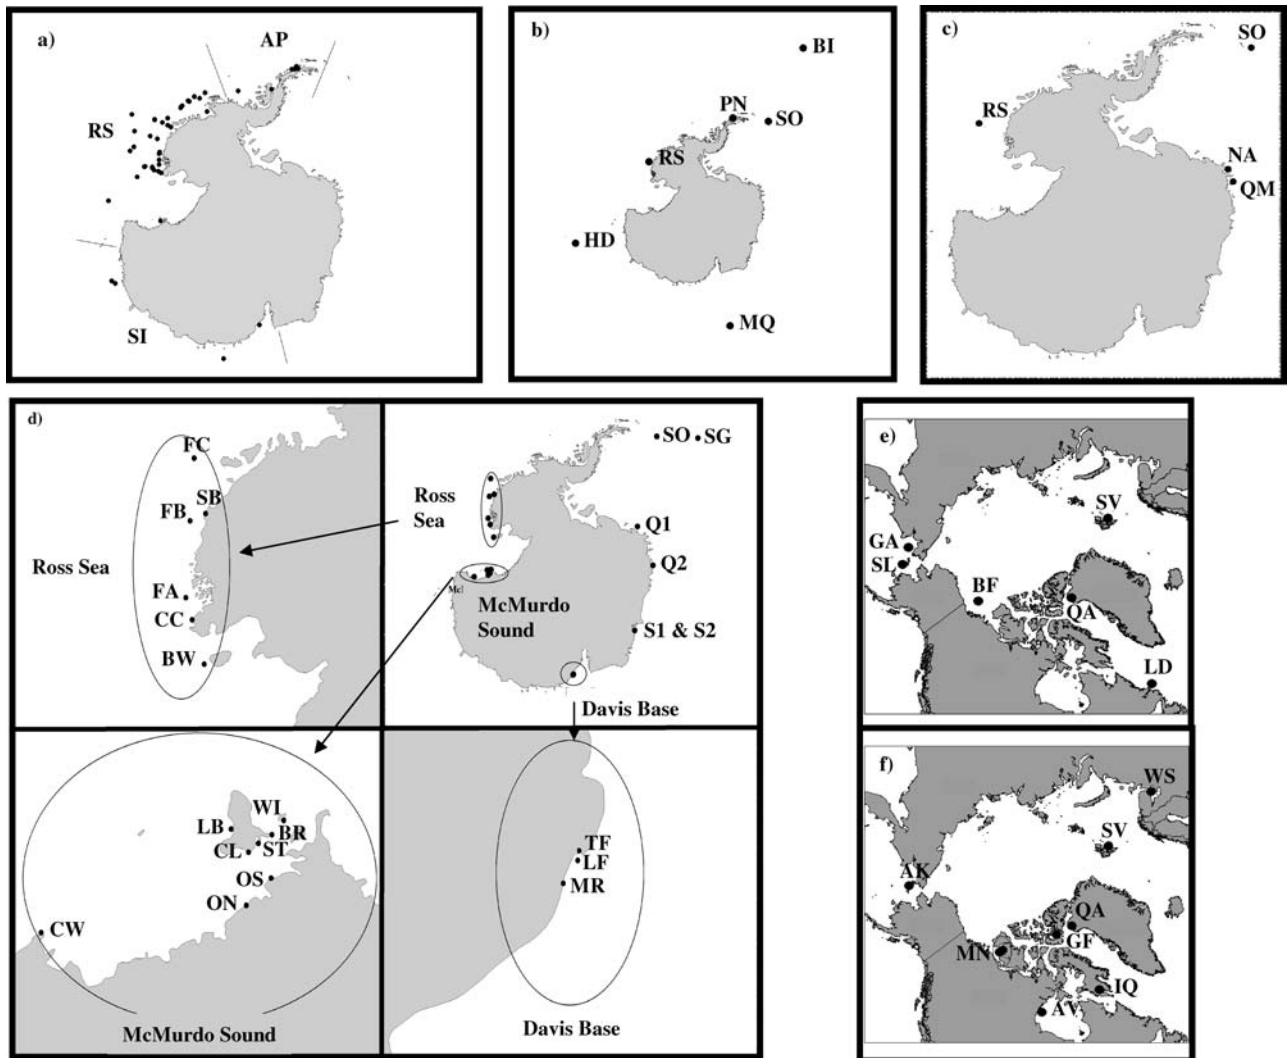 a)
AP
RS
SI
b)
BI
PN
SO
RS
HD
MQ
c)
SO
RS
NA
QM
d)
FC
SB
FB
Ross Sea
FA
CC
BW
SO
SG
Ross
Sea
Q1
Q2
Mc
McMurdo
Sound
S1 & S2
Davis Base
WL
LB
BR
ST
CL
OS
ON
CW
McMurdo Sound
TF
LF
MR
Davis Base
e)
SV
GA
SL
BF
QA
LD
f)
WS
SV
AK
QA
GF
MN
IQ
AV